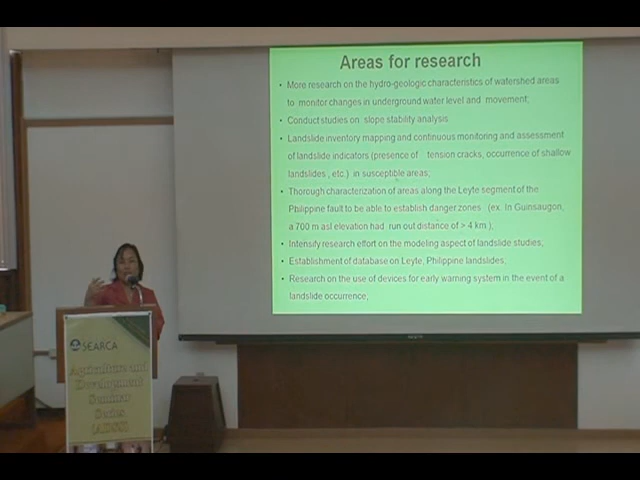 Areas for research
• More research on the hydro-geologic characteristics of watershed areas
to monitor changes in underground water level and movement;
• Conduct studies on slope stability analysis
• Landslide inventory mapping and continuous monitoring and assessment
of landslide indicators (presence of tension cracks, occurrence of shallow
landslides , etc.) in susceptible areas;
• Thorough characterization of areas along the Leyte segment of the
Philippine fault to be able to establish danger zones (ex. In Guinsaugon,
a 700 m asl elevation had run out distance of > 4 km );
• Intensify research effort on the modeling aspect of landslide studies;
• Establishment of database on Leyte, Philippine landslides;
• Research on the use of devices for early warning system in the event of a
landslide occurrence;
SEARCA
Agriculture and
Development
Seminar
Series
(ADSS)